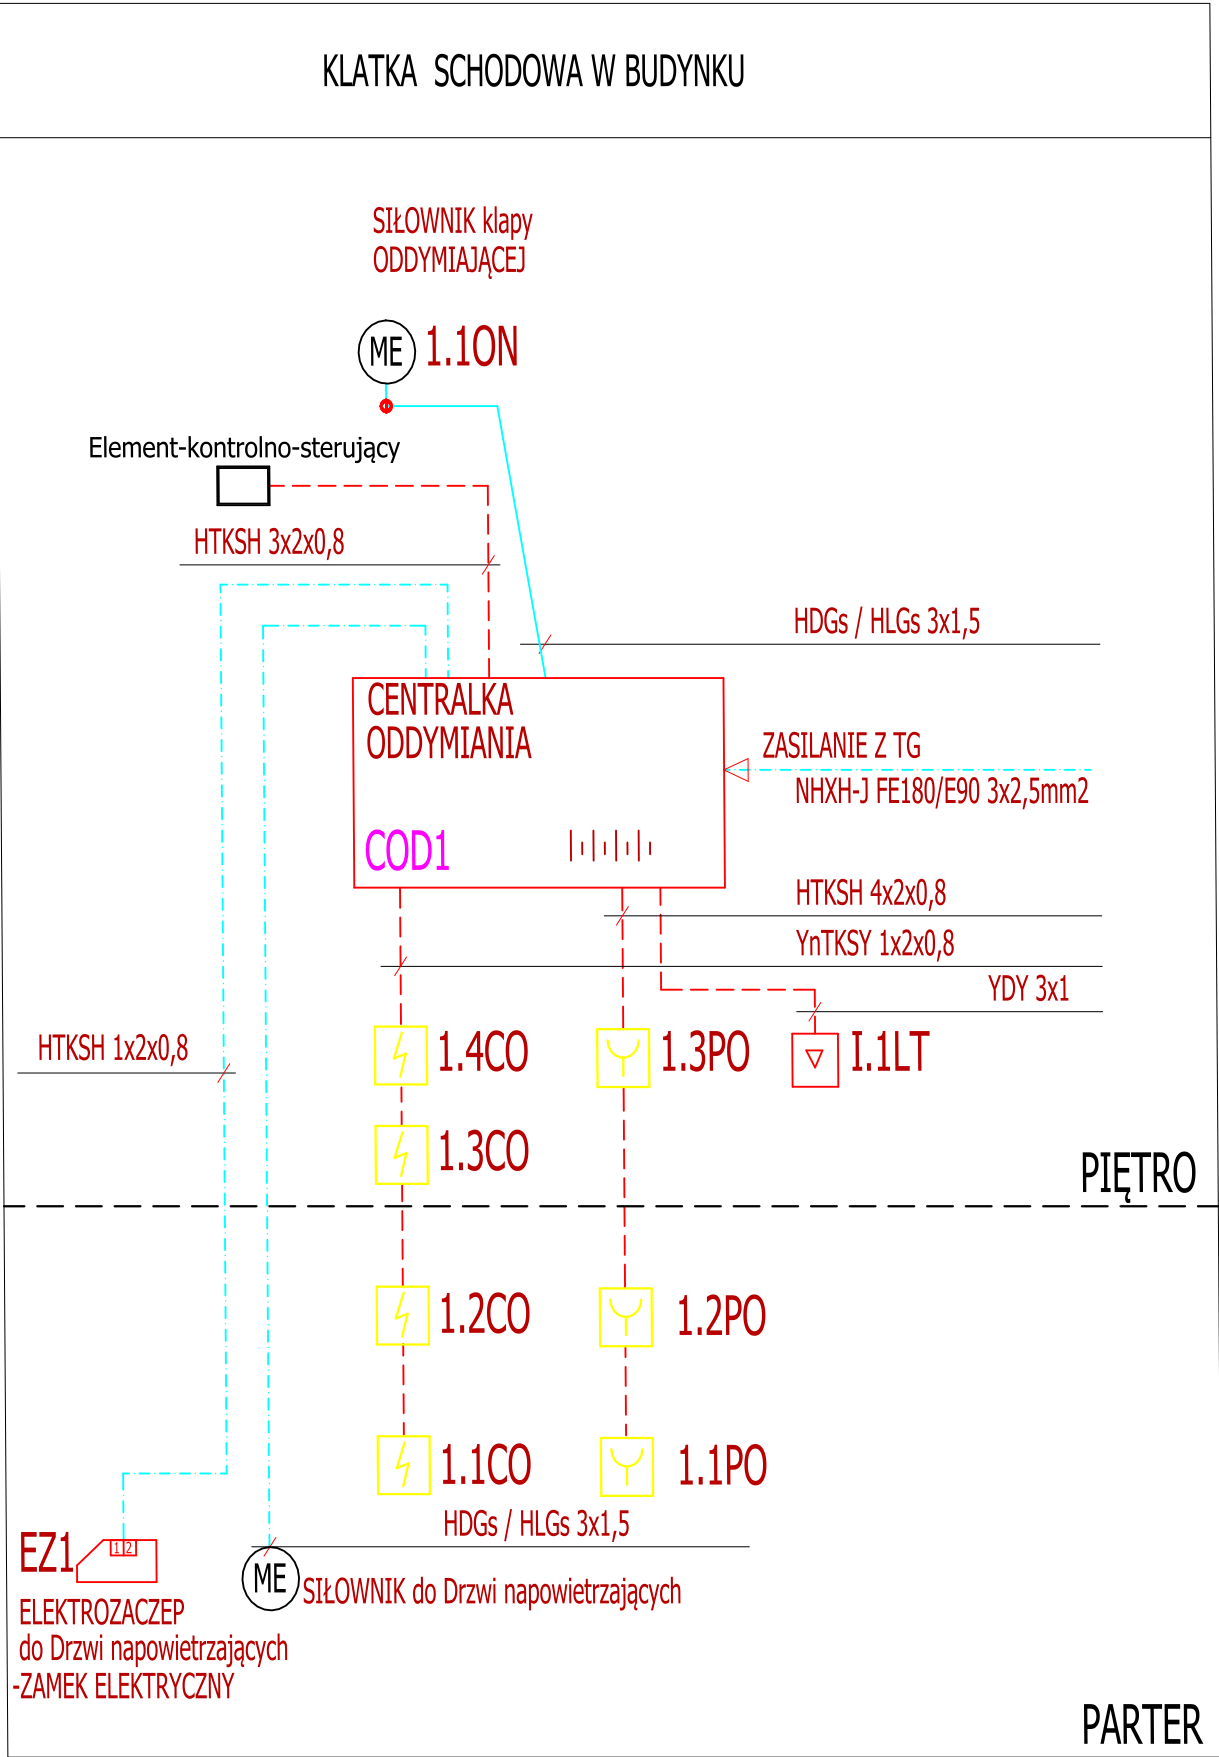 KLATKA SCHODOWA W BUDYNKU
SIŁOWNIK klapy
ODDYMIAJĄCEJ
ME
1.1ON
Element-kontrolno-sterujący
HTKSH 3x2x0,8
HDGs / HLGs 3x1,5
CENTRALKA
ODDYMIANIA
ZASILANIE Z TG
NHXH-J FE180/E90 3x2,5mm2
COD1
HTKSH 4x2x0,8
YnTKSY 1x2x0,8
YDY 3x1
HTKSH 1x2x0,8
1.4CO
1.3PO
I.1LT
1.3CO
PIĘTRO
1.2CO
1.2PO
1.1CO
1.1PO
HDGs / HLGs 3x1,5
EZ1
1 2
ME
SIŁOWNIK do Drzwi napowietrzających
ELEKTROZACZEP
do Drzwi napowietrzających
-ZAMEK ELEKTRYCZNY
PARTER